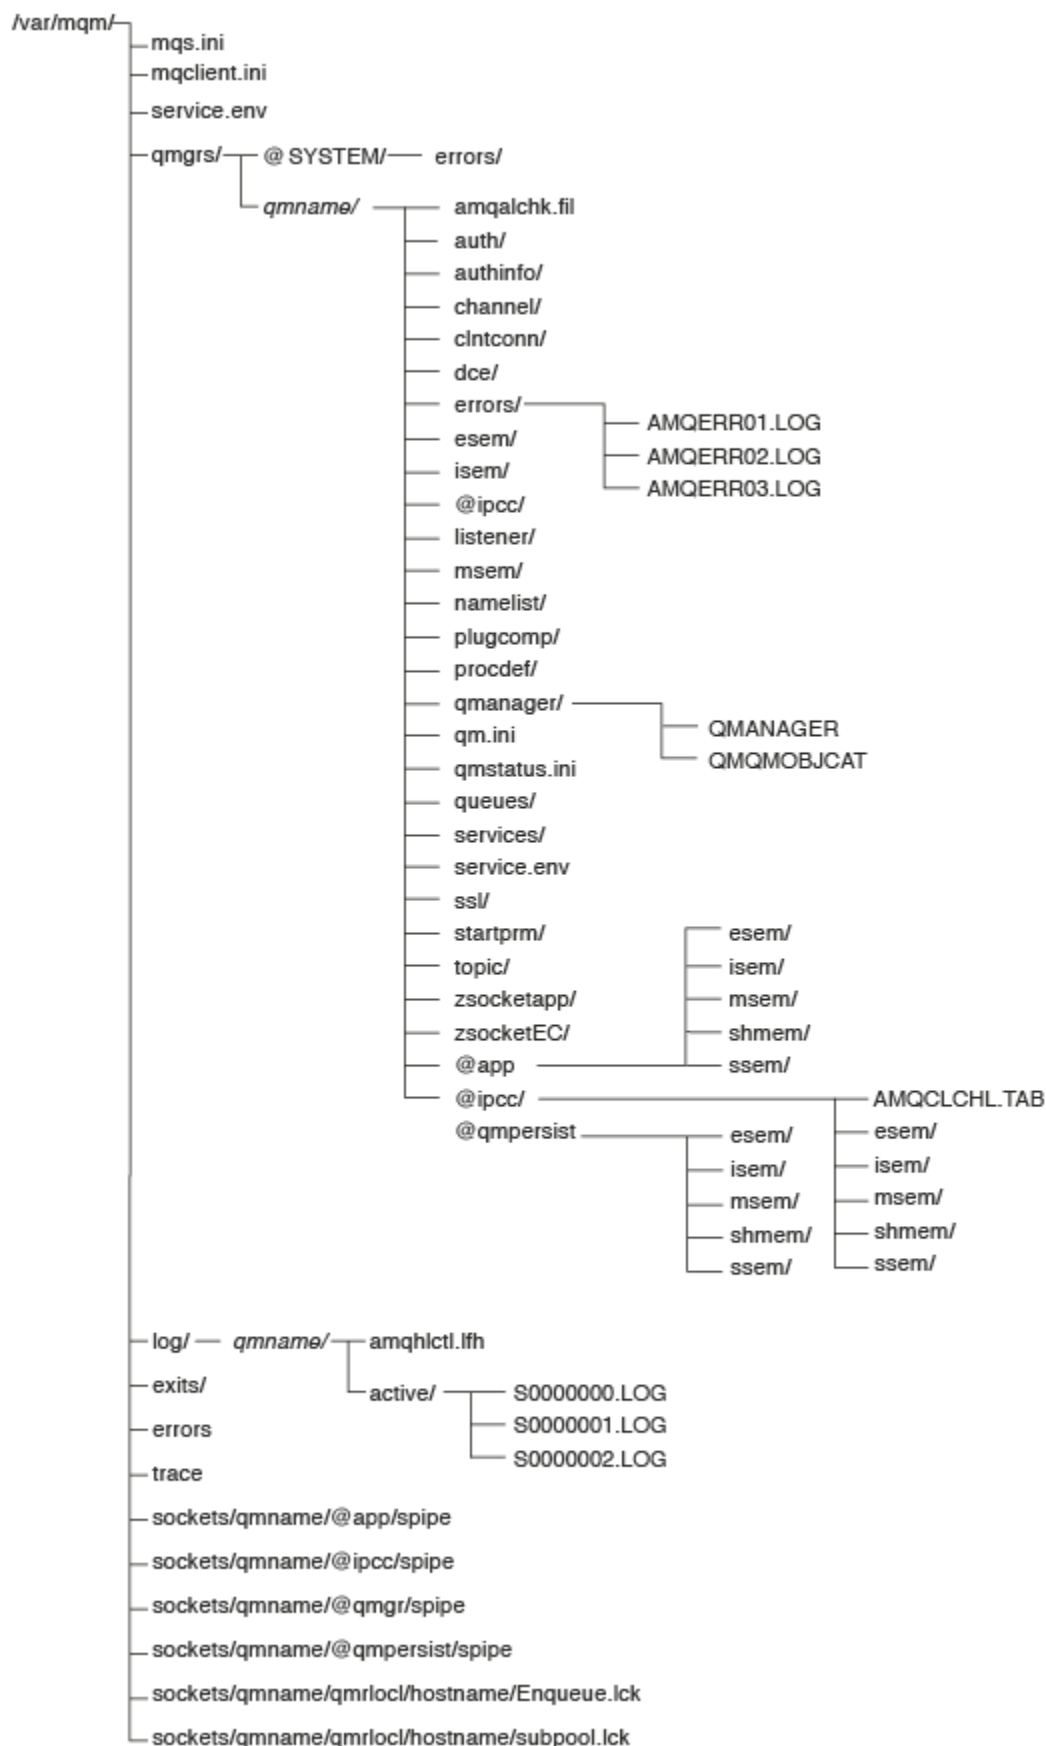 /var/mqm/
mqs.ini
mqclient.ini
service.env
qmgrs/ @SYSTEM/ errors/
qmname/ amqalchk.fil
auth/
authinfo/
channel/
clntconn/
dce/
errors/
AMQERR01.LOG
esem/
AMQERR02.LOG
isem/
AMQERR03.LOG
@ipcc/
listener/
msem/
namelist/
plugcomp/
procdef/
qmanager/
QMANAGER
qm.ini
QMQMOBJCAT
qmstatus.ini
queues/
services/
service.env
ssl/
startprm/ esem/
topic/ isem/
zsocketapp/ msem/
zsocketEC/ shmem/
@app ssem/
@ipcc/ AMQCLCHL.TAB
@qmpersist esem/ esem/
isem/ isem/
msem/ msem/
shmem/ shmem/
ssem/ ssem/
log/ qmname/ amqhlctl.lfh
exits/ active/ S0000000.LOG
errors S0000001.LOG
S0000002.LOG
trace
sockets/qmname/@app/spipe
sockets/qmname/@ipcc/spipe
sockets/qmname/@qmgr/spipe
sockets/qmname/@qmpersist/spipe
sockets/qmname/qmrlocl/hostname/Enqueue.lck
sockets/qmname/qmrlocl/hostname/subpool.lck